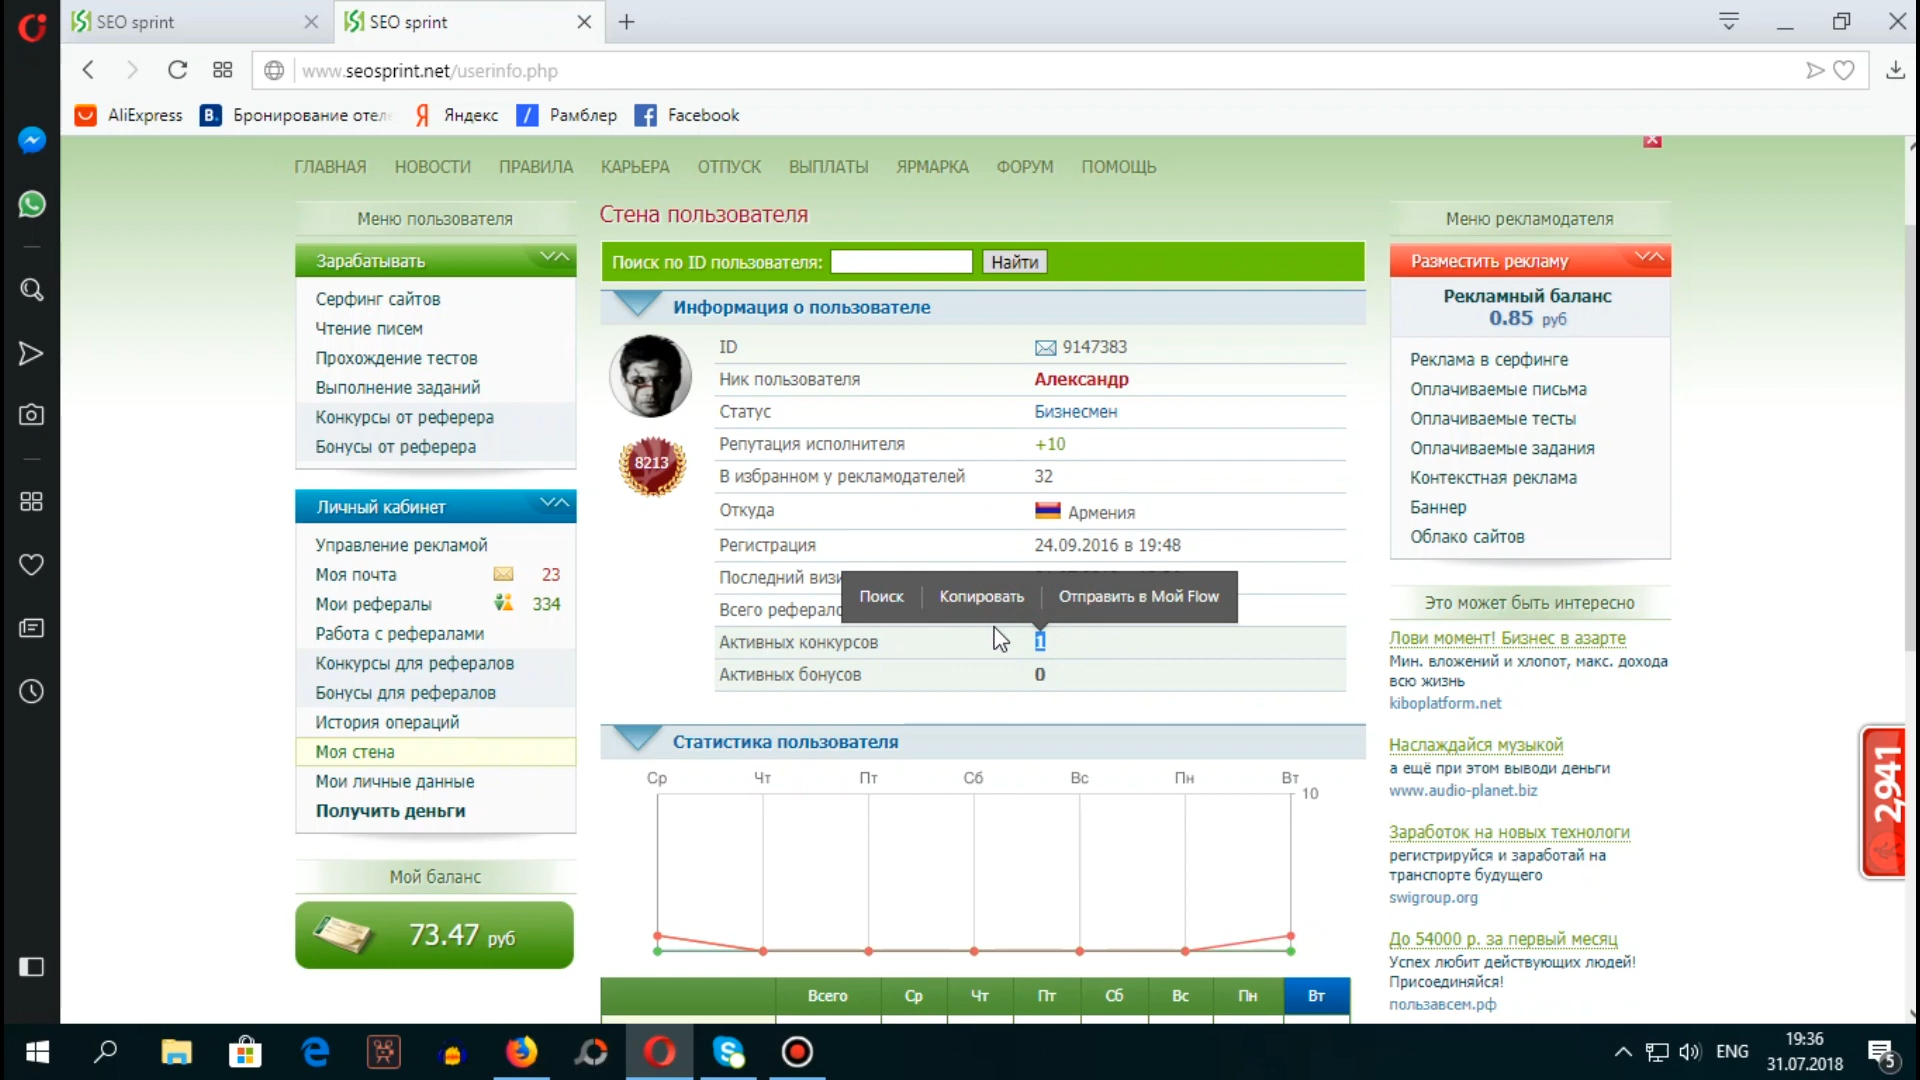 SEO sprint
SEO sprint
www.seosprint.net/userinfo.php
AliExpress
B.
Бронирование отел
Я
Яндекс
Рамблер
Facebook
ГЛАВНАЯ НОВОСТИ ПРАВИЛА КАРЬЕРА ОТПУСК ВЫПЛАТЫ ЯРМАРКА ФОРУМ ПОМОЩЬ
Меню пользователя
Зарабатывать
Серфинг сайтов
Чтение писем
Прохождение тестов
Выполнение заданий
Конкурсы от реферера
Бонусы от реферера
Личный кабинет
Управление рекламой
Моя почта 23
Мои рефералы 334
Работа с рефералами
Конкурсы для рефералов
Бонусы для рефералов
История операций
Моя стена
Мои личные данные
Получить деньги
Мой баланс
73.47 руб
Стена пользователя
Поиск по ID пользователя: Найти
Информация о пользователе
8213
ID 9147383
Ник пользователя Александр
Статус Бизнесмен
Репутация исполнителя +10
В избранном у рекламодателей 32
Откуда Армения
Регистрация 24.09.2016 в 19:48
Последний визи
Поиск Копировать Отправить в Мой Flow
Всего рефералс
Активных конкурсов 1
Активных бонусов 0
Статистика пользователя
Ср Чт Пт Сб Вс Пн Вт
10
Всего Ср Чт Пт Сб Вс Пн Вт
Меню рекламодателя
Разместить рекламу
Рекламный баланс
0.85 руб
Реклама в серфинге
Оплачиваемые письма
Оплачиваемые тесты
Оплачиваемые задания
Контекстная реклама
Баннер
Облако сайтов
Это может быть интересно
Лови момент! Бизнес в азарте
Мин. вложений и хлопот, макс. дохода
всю жизнь
kiboplatform.net
Наслаждайся музыкой
а ещё при этом выводи деньги
www.audio-planet.biz
Заработок на новых технологи
регистрируйся и заработай на
транспорте будущего
swigroup.org
До 54000 р. за первый месяц
Успех любит действующих людей!
Присоединяйся!
пользавсем.рф
2,941
ENG
19:36
31.07.2018
5